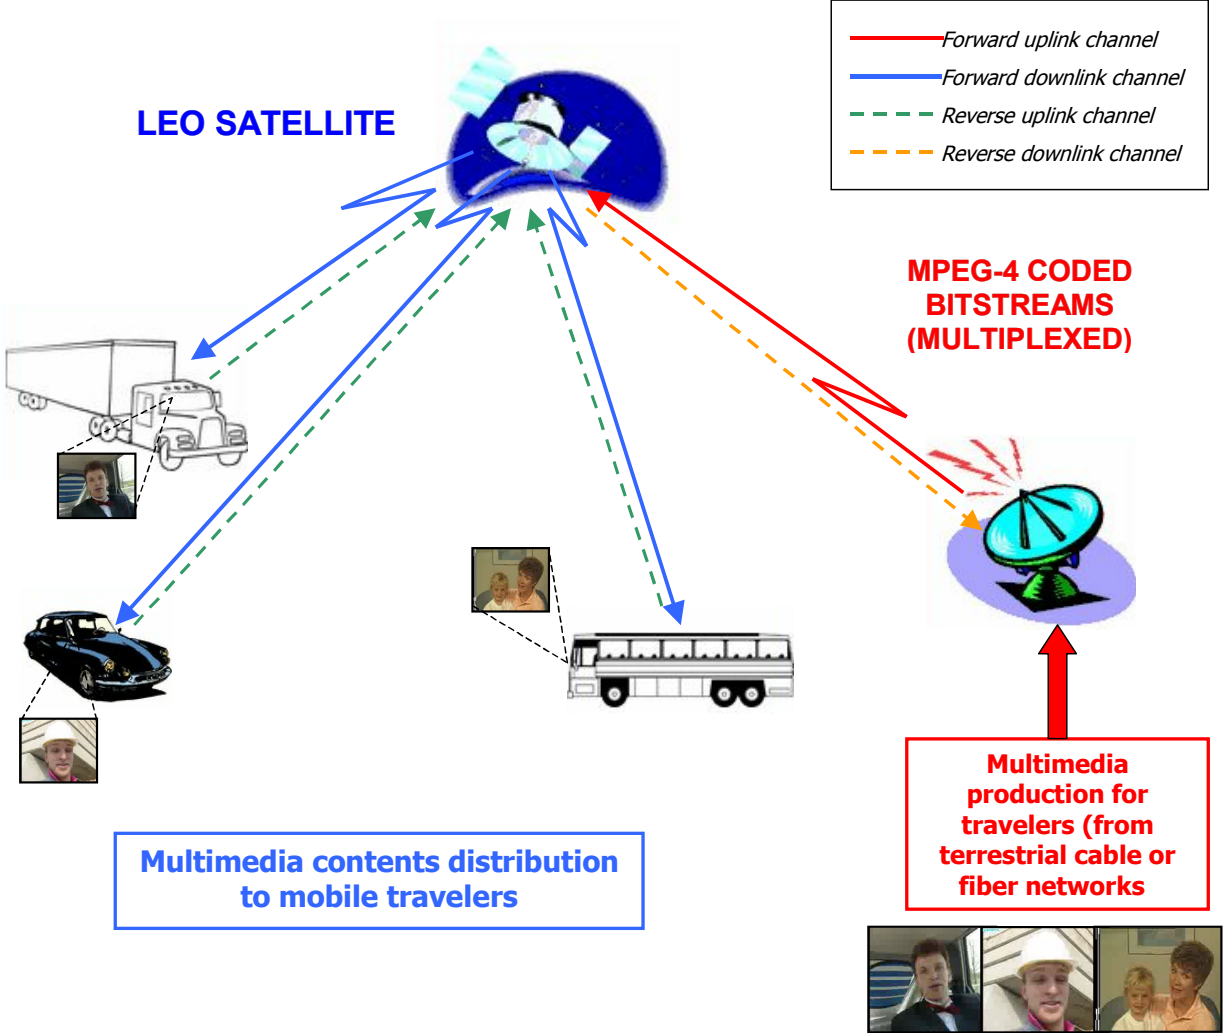 Forward uplink channel
Forward downlink channel
Reverse uplink channel
Reverse downlink channel
LEO SATELLITE
MPEG-4 CODED
BITSTREAMS
(MULTIPLEXED)
Multimedia
production for
travelers (from
terrestrial cable or
fiber networks
Multimedia contents distribution
to mobile travelers